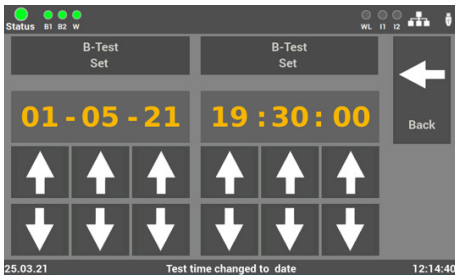 Status B1 B2 W WL I1 I2
B-Test
Set
B-Test
Set
01-05-21
19:30:00
Back
25.03.21 Test time changed to date 12:14:40